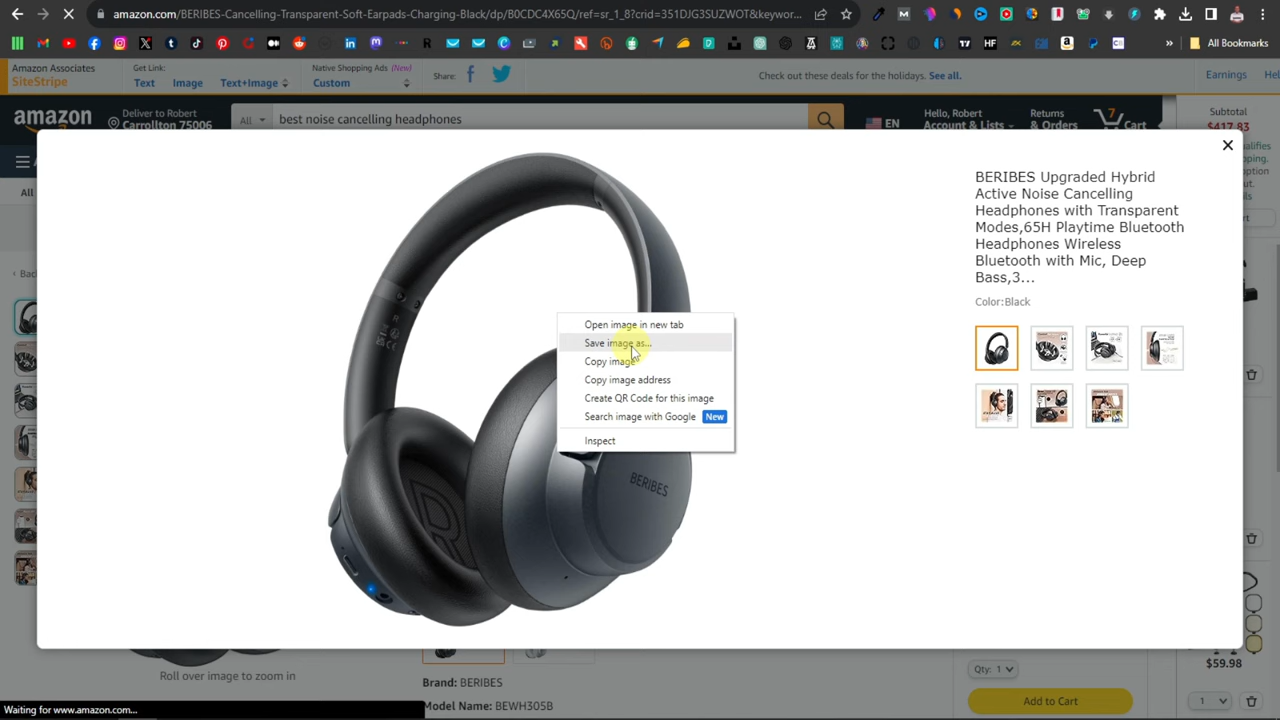 amazon.com/BERIBES-Cancelling-Transparent-Soft-Earpads-Charging-Black/dp/B0CDC4X65Q/ref=sr_1_8?crid=351DJG3SUZWOT&keywor...
All Bookmarks
Amazon Associates
SiteStripe
Get Link:
Text Image Text+Image
Native Shopping Ads (New)
Custom
Share:
Check out these deals for the holidays. See all.
Earnings
Hel
amazon
Deliver to Robert
Carrollton 75006
All
best noise cancelling headphones
EN
Hello, Robert
Account & Lists
Returns
& Orders
7
Cart
Subtotal
$417.83
All
Back
BERIBES Upgraded Hybrid
Active Noise Cancelling
Headphones with Transparent
Modes,65H Playtime Bluetooth
Headphones Wireless
Bluetooth with Mic, Deep
Bass,3...
Color:Black
Open image in new tab
Save image as...
Copy image
Copy image address
Create QR Code for this image
Search image with Google New
Inspect
BERIBES
Roll over image to zoom in
Brand: BERIBES
Model Name: BEWH305B
Qty: 1
Add to Cart
$59.98
1
Waiting for www.amazon.com...